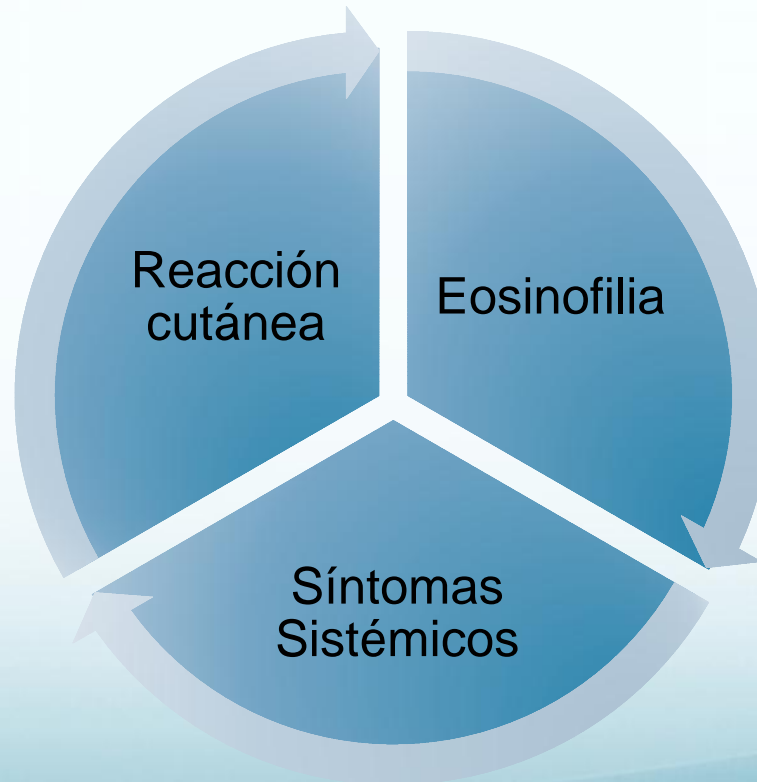 Reacción
cutánea
Eosinofilia
Síntomas
Sistémicos